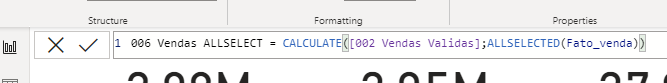 Structure
Formatting
Properties
1 006 Vendas ALLSELECT = CALCULATE([002 Vendas Validas];ALLSELECTED(Fato_venda))